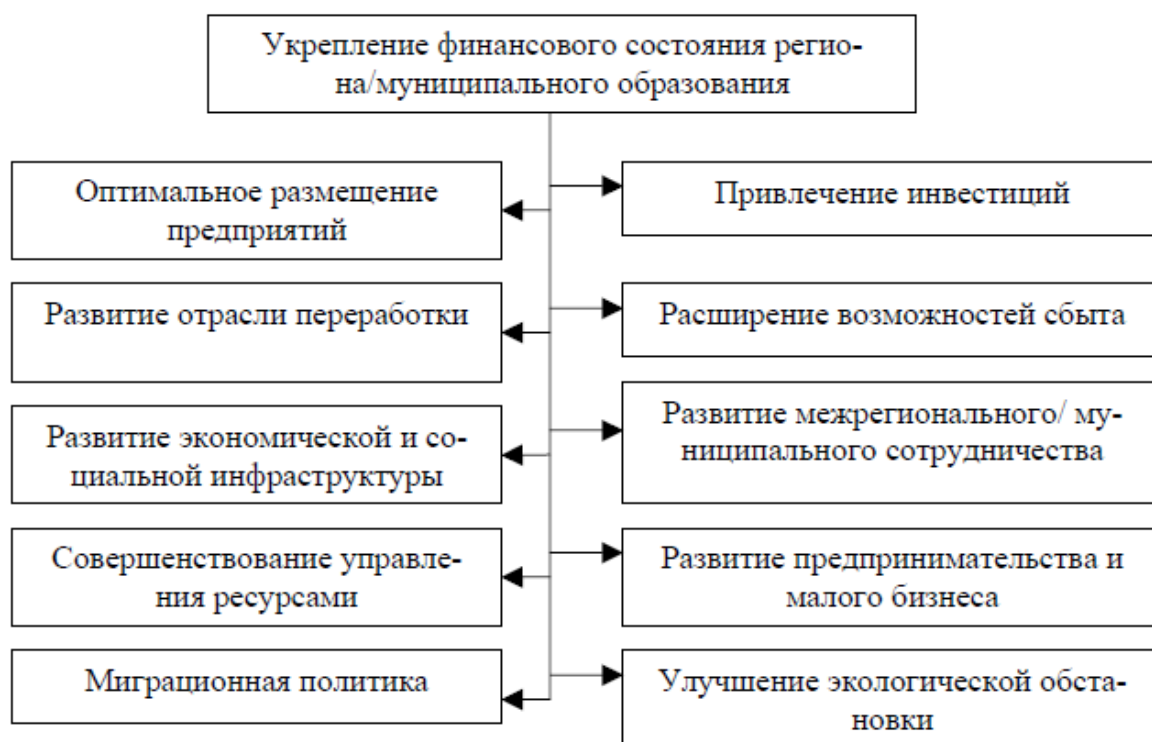 Укрепление финансового состояния регио-
на/муниципального образования
Оптимальное размещение
предприятий
Привлечение инвестиций
Развитие отрасли переработки
Расширение возможностей сбыта
Развитие экономической и со-
циальной инфраструктуры
Развитие межрегионального/ му-
ниципального сотрудничества
Совершенствование управле-
ния ресурсами
Развитие предпринимательства и
малого бизнеса
Миграционная политика
Улучшение экологической обста-
новки